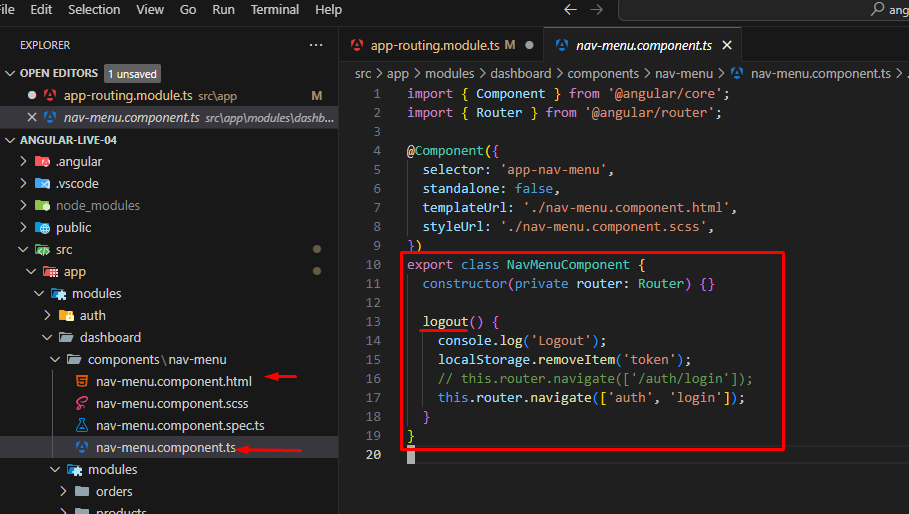 File Edit Selection View Go Run Terminal Help
ang
EXPLORER
OPEN EDITORS 1 unsaved
app-routing.module.ts src\app M
nav-menu.component.ts src\app\modules\dashb...
ANGULAR-LIVE-04
.angular
.vscode
node_modules
public
src
app
modules
auth
dashboard
components\nav-menu
nav-menu.component.html
nav-menu.component.scss
nav-menu.component.spec.ts
nav-menu.component.ts
modules
orders
products
app-routing.module.ts M nav-menu.component.ts
src > app > modules > dashboard > components > nav-menu > nav-menu.component.ts > .
1 import { Component } from '@angular/core';
2 import { Router } from '@angular/router';
3
4 @Component({
5 selector: 'app-nav-menu',
6 standalone: false,
7 templateUrl: './nav-menu.component.html',
8 styleUrl: './nav-menu.component.scss',
9 })
10 export class NavMenuComponent {
11 constructor(private router: Router) {}
12
13 logout() {
14 console.log('Logout');
15 localStorage.removeItem('token');
16 // this.router.navigate(['/auth/login']);
17 this.router.navigate(['auth', 'login']);
18 }
19 }
20